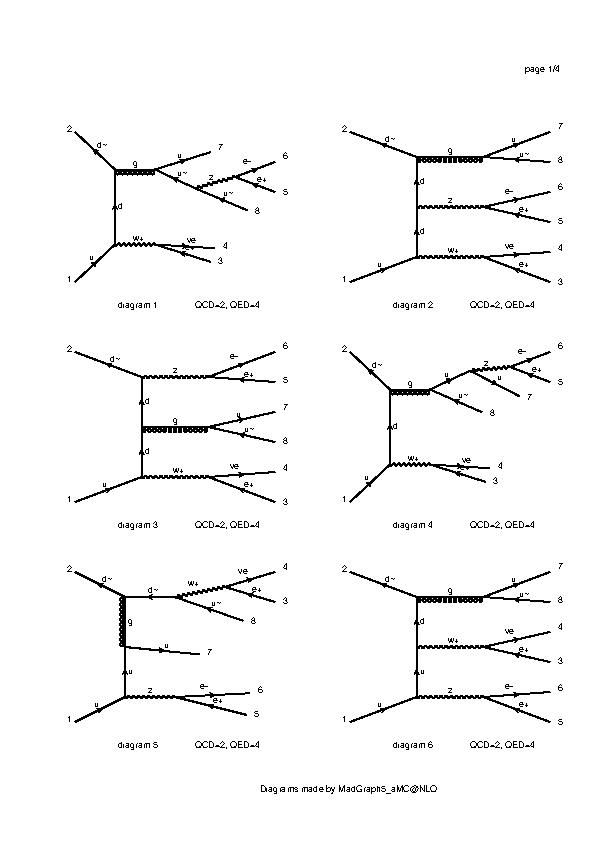 page 1/4
2 d~ g u 7 e- 6
u~ z e+ 5
d u~ 8
w+ ve 4
u e+ 3
1
diagram 1 QCD=2, QED=4
2 d~ g u 7
u~ 8
d e- 6
z e+ 5
d ve 4
u w+ e+ 3
1
diagram 2 QCD=2, QED=4
2 d~ z e- 6
e+ 5
d u 7
g u~ 8
d ve 4
u w+ e+ 3
1
diagram 3 QCD=2, QED=4
2 d~ g u z e- 6
e+ 5
u 7
u~ 8
d
w+ ve 4
u e+ 3
1
diagram 4 QCD=2, QED=4
2 d~ d~ w+ ve 4
e+ 3
u~ 8
g
u 7
u
z e- 6
u e+ 5
1
diagram 5 QCD=2, QED=4
2 d~ g u 7
u~ 8
d ve 4
w+ e+ 3
u e- 6
u z e+ 5
1
diagram 6 QCD=2, QED=4
Diagrams made by MadGraph5_aMC@NLO